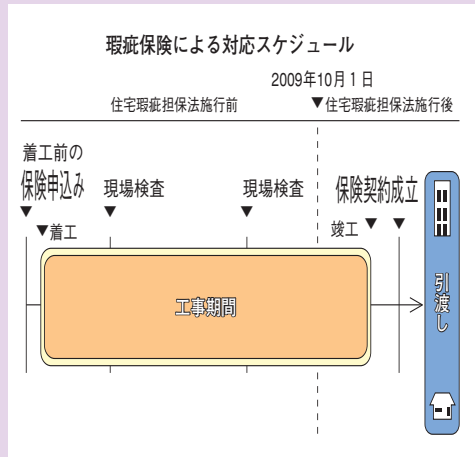 瑕疵保険による対応スケジュール
2009年10月1日
住宅瑕疵担保法施行前
▼住宅瑕疵担保法施行後
着工前の
保険申込み
現場検査
現場検査
保険契約成立
▼着工
竣工
工事期間
引渡し